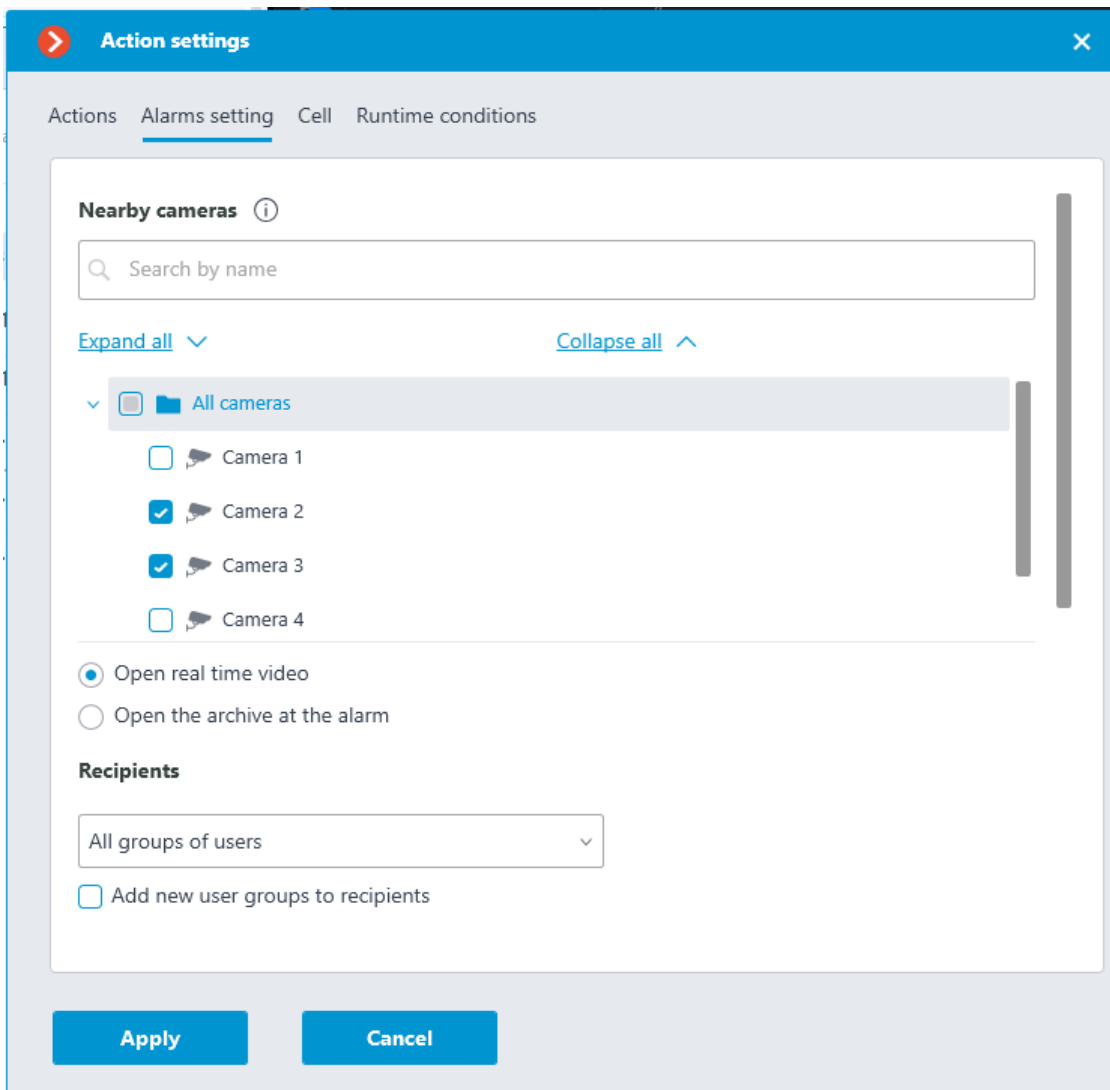 Action settings
Actions Alarms setting Cell Runtime conditions
Nearby cameras
Search by name
Expand all Collapse all
All cameras
Camera 1
Camera 2
Camera 3
Camera 4
Open real time video
Open the archive at the alarm
Recipients
All groups of users
Add new user groups to recipients
Apply Cancel